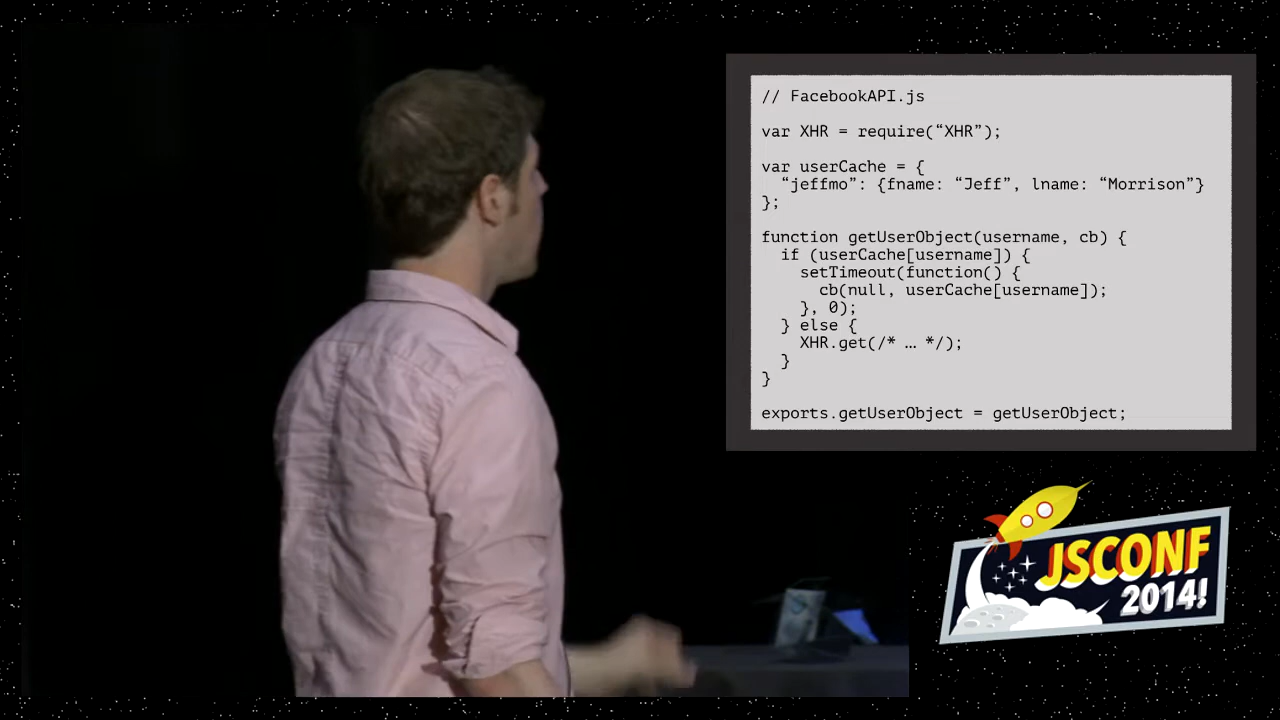 // FacebookAPI.js
var XHR = require(“XHR”);
var userCache = {
“jeffmo”: {fname: “Jeff”, lname: “Morrison”}
};
function getUserObject(username, cb) {
if (userCache[username]) {
setTimeout(function() {
cb(null, userCache[username]);
}, 0);
} else {
XHR.get(/* … */);
}
}
exports.getUserObject = getUserObject;
JSCONF
2014!